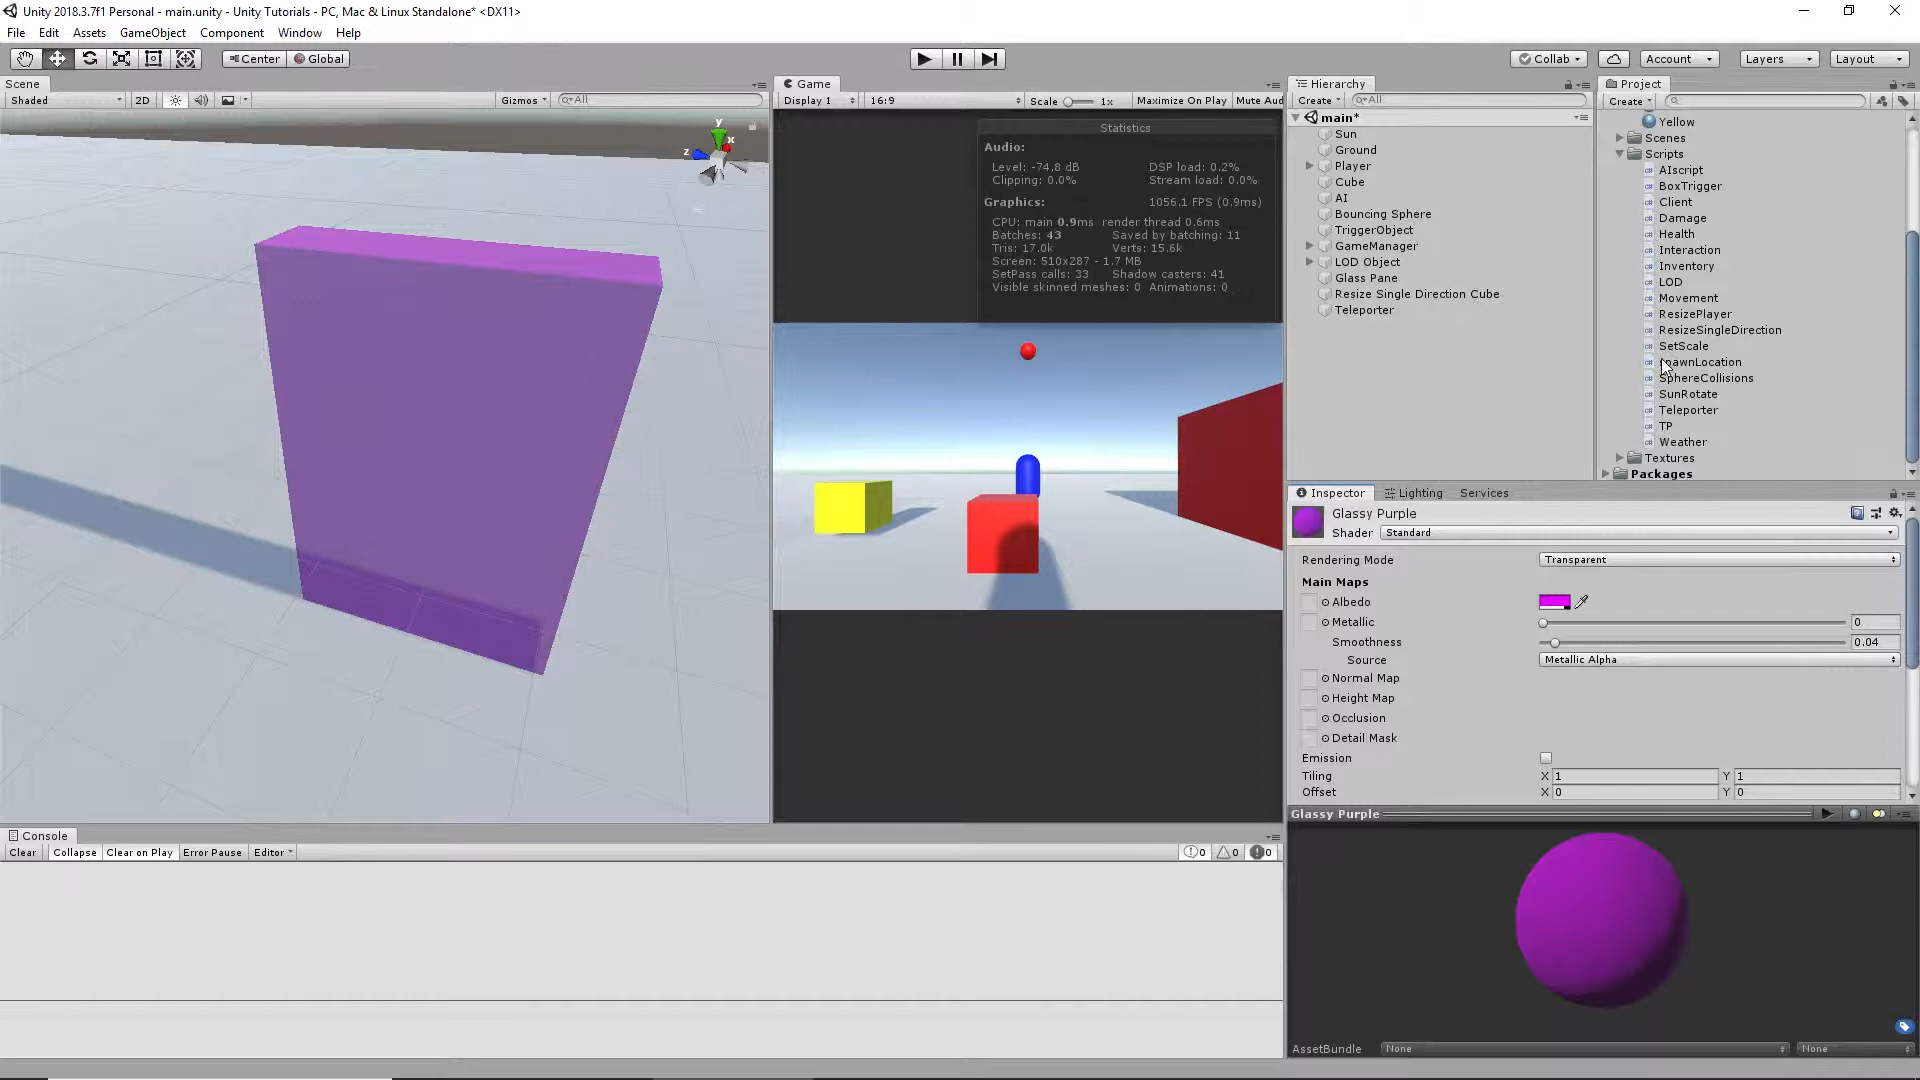 Unity 2018.3.7f1 Personal - main.unity - Unity Tutorials - PC, Mac & Linux Standalone* <DX11>
File Edit Assets GameObject Component Window Help
Center Global
Collab Account Layers Layout
Scene
Shaded 2D Gizmos All
y
x
z
Game
Display 1 16:9 Scale 1x Maximize On Play Mute Aud
Statistics
Audio:
Level: -74.8 dB DSP load: 0.2%
Clipping: 0.0% Stream load: 0.0%
Graphics: 1056.1 FPS (0.9ms)
CPU: main 0.9ms render thread 0.6ms
Batches: 43 Saved by batching: 11
Tris: 17.0k Verts: 15.6k
Screen: 510x287 - 1.7 MB
SetPass calls: 33 Shadow casters: 41
Visible skinned meshes: 0 Animations: 0
Hierarchy
Create All
main*
Sun
Ground
Player
Cube
AI
Bouncing Sphere
TriggerObject
GameManager
LOD Object
Glass Pane
Resize Single Direction Cube
Teleporter
Project
Create
Yellow
Scenes
Scripts
AIscript
BoxTrigger
Client
Damage
Health
Interaction
Inventory
LOD
Movement
ResizePlayer
ResizeSingleDirection
SetScale
SpawnLocation
SphereCollisions
SunRotate
Teleporter
TP
Weather
Textures
Packages
Inspector Lighting Services
Glassy Purple
Shader Standard
Rendering Mode Transparent
Main Maps
Albedo
Metallic 0
Smoothness 0.04
Source Metallic Alpha
Normal Map
Height Map
Occlusion
Detail Mask
Emission
Tiling X 1 Y 1
Offset X 0 Y 0
Glassy Purple
AssetBundle None None
Console
Clear Collapse Clear on Play Error Pause Editor 0 0 0